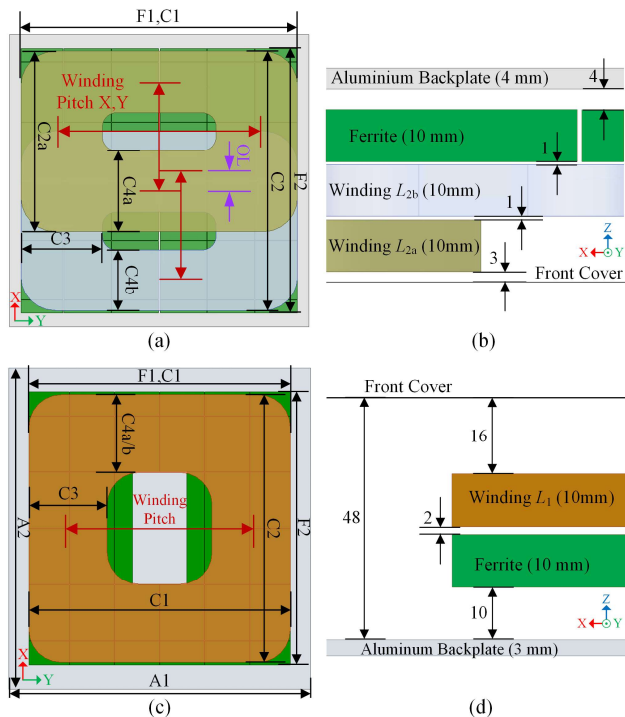 F1,C1
Winding
Pitch X,Y
C2a
OL
C4a
C2
F2
C3
C4b
X
Y
(a)
Aluminium Backplate (4 mm)
4
Ferrite (10 mm)
1
Winding L2b (10mm)
1
Winding L2a (10mm)
3
Front Cover
Z
X
Y
(b)
F1,C1
C4a/b
C3
Winding
Pitch
A2
C2
F2
C1
X
Y
A1
(c)
Front Cover
16
48
Winding L1 (10mm)
2
Ferrite (10 mm)
10
Z
X
Y
Aluminum Backplate (3 mm)
(d)